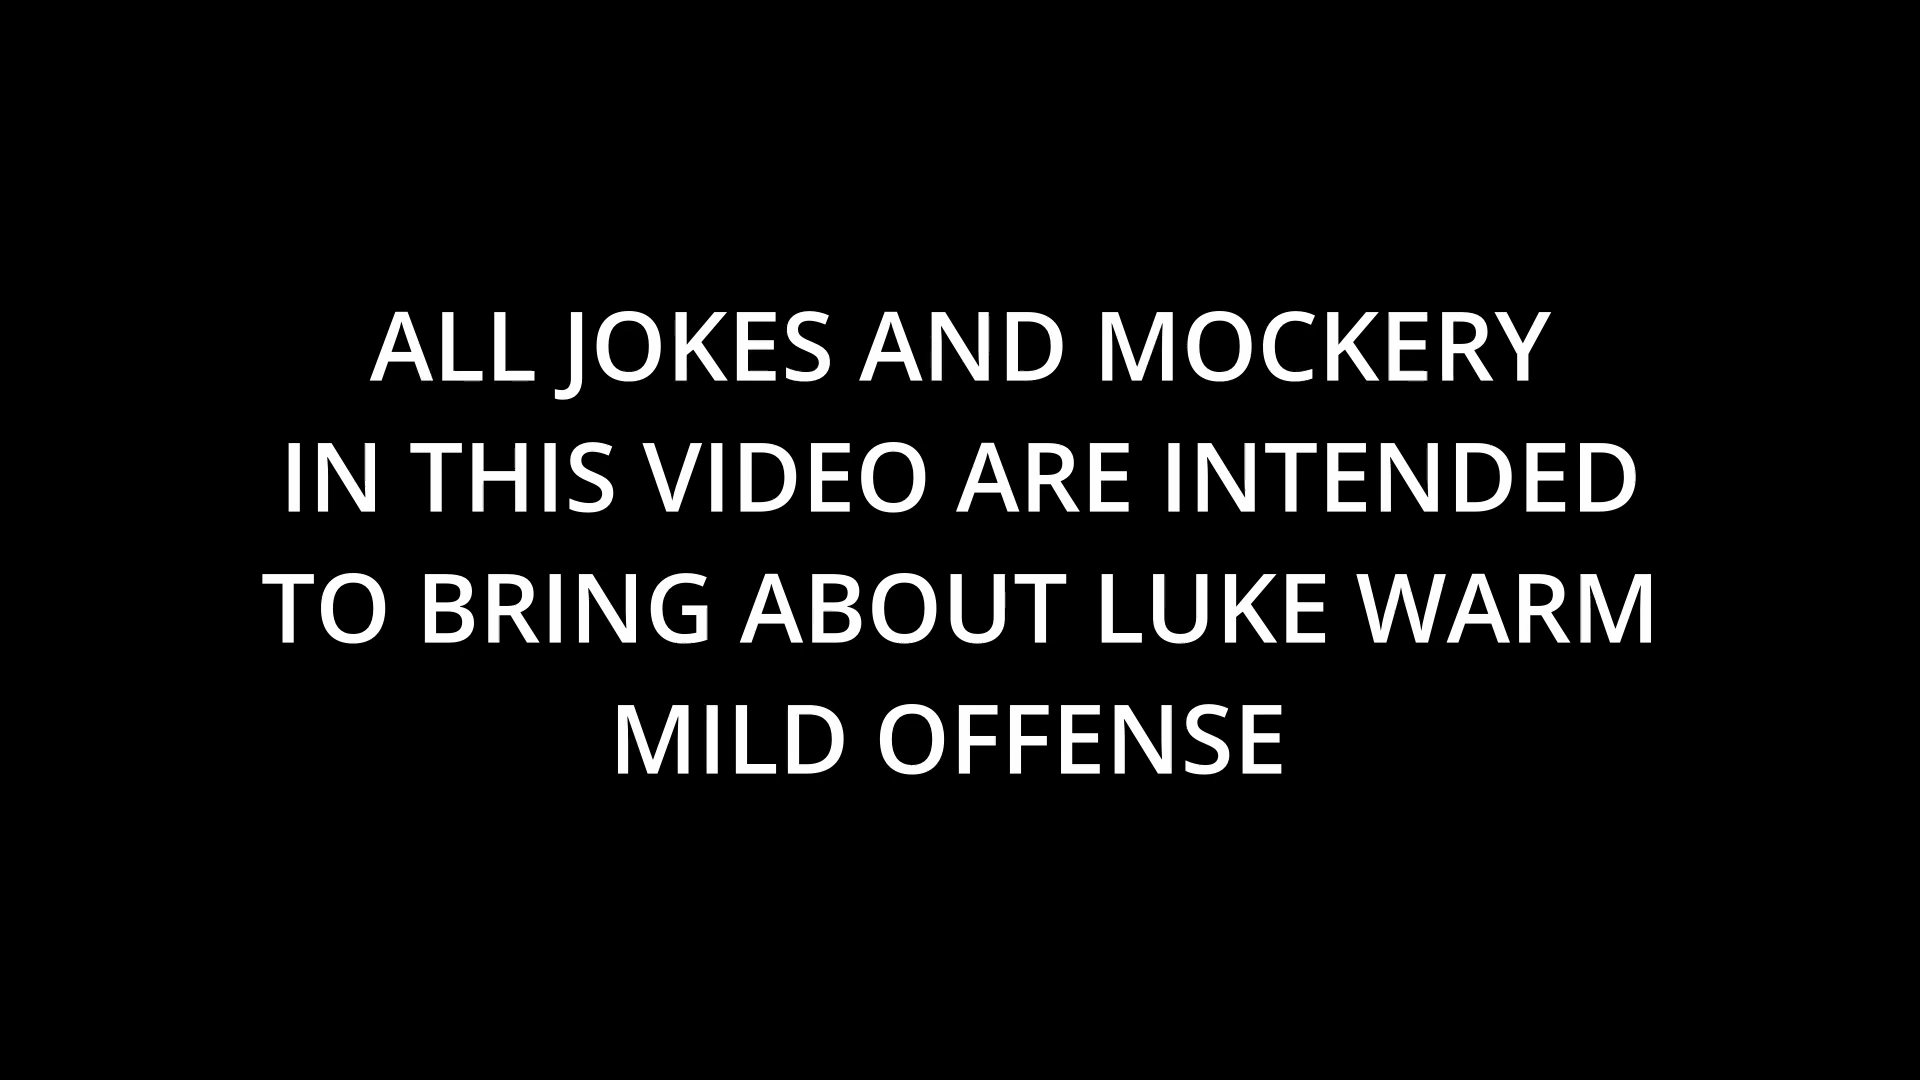 ALL JOKES AND MOCKERY
IN THIS VIDEO ARE INTENDED
TO BRING ABOUT LUKE WARM
MILD OFFENSE